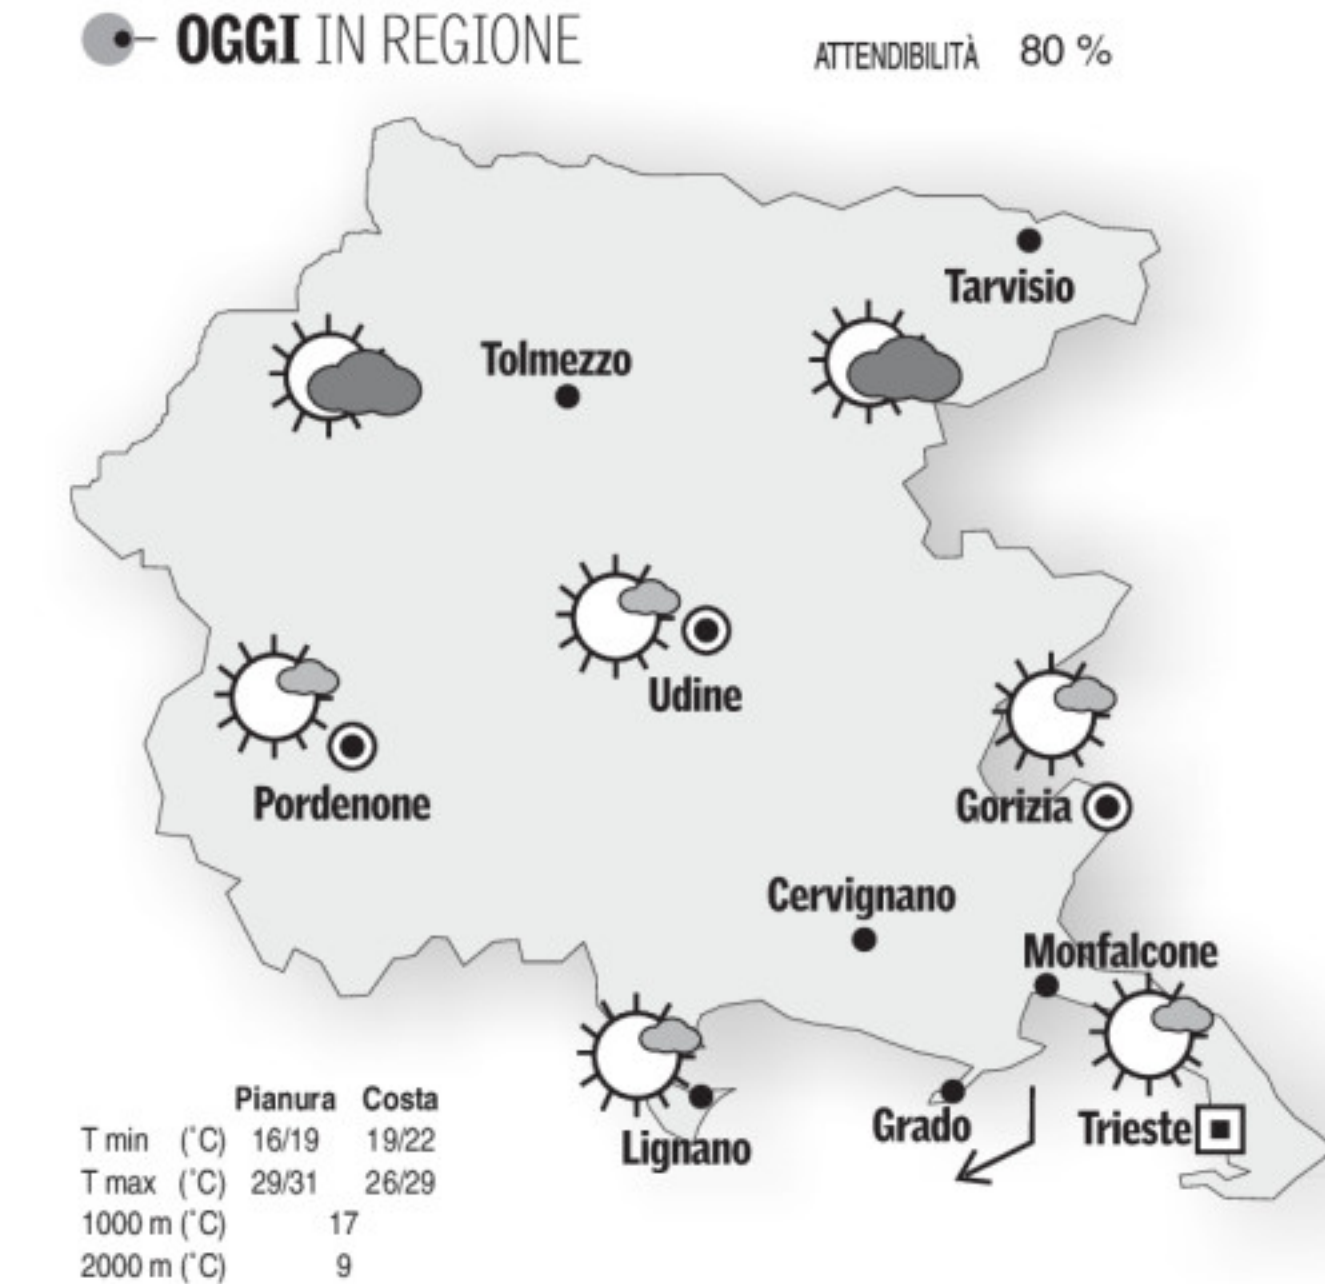 OGGI IN REGIONE
ATTENDIBILITÀ 80 %
Tarvisio
Tolmezzo
Udine
Pordenone
Gorizia
Cervignano
Monfalcone
Grado
Trieste
Lignano
Pianura Costa
T min (°C) 16/19 19/22
T max (°C) 29/31 26/29
1000 m (°C) 17
2000 m (°C) 9